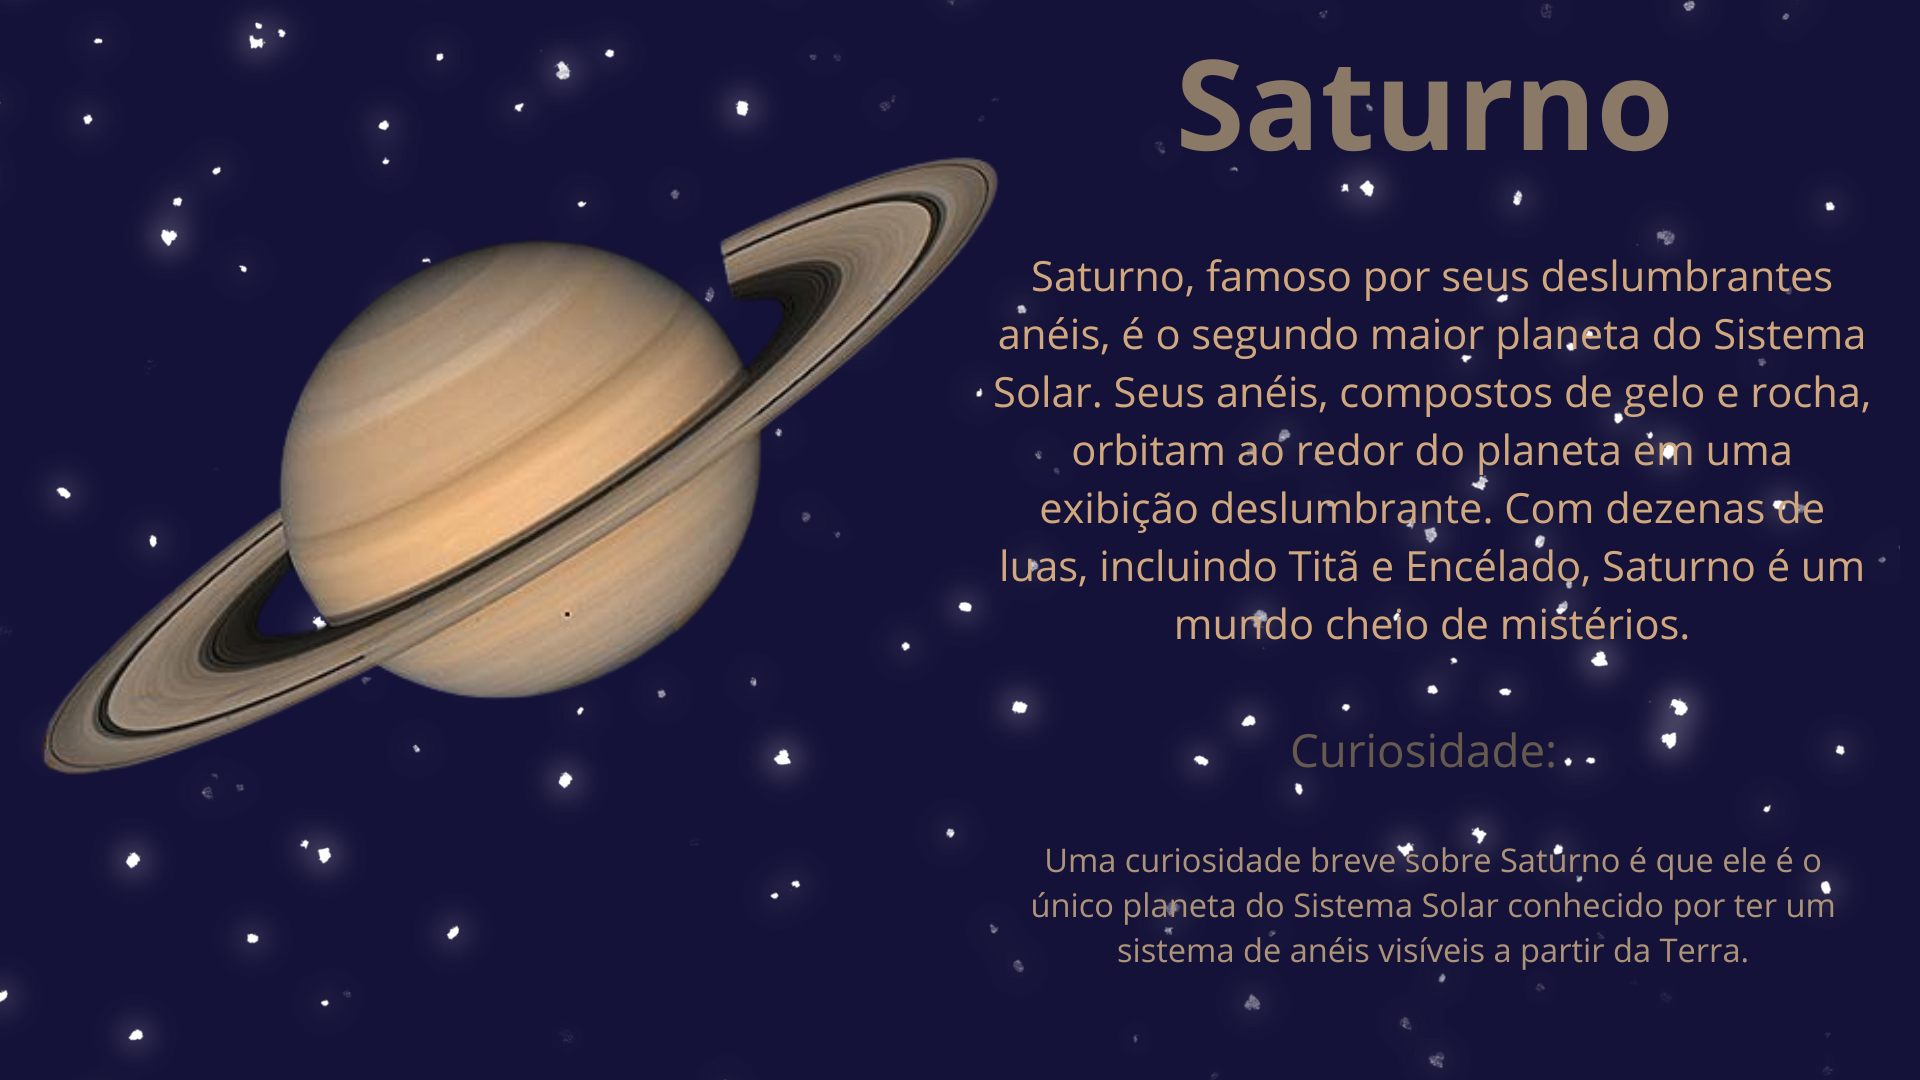 Saturno
Saturno, famoso por seus deslumbrantes
anéis, é o segundo maior planeta do Sistema
Solar. Seus anéis, compostos de gelo e rocha,
orbitam ao redor do planeta em uma
exibição deslumbrante. Com dezenas de
luas, incluindo Titã e Encélado, Saturno é um
mundo cheio de mistérios.
Curiosidade:
Uma curiosidade breve sobre Saturno é que ele é o
único planeta do Sistema Solar conhecido por ter um
sistema de anéis visíveis a partir da Terra.